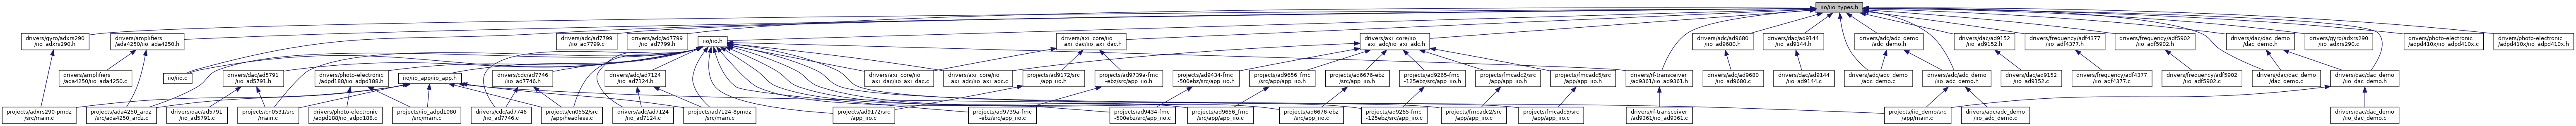 iio/iio_types.h
drivers/gyro/adxrs290
/iio_adxrs290.h
drivers/amplifiers
/ada4250/iio_ada4250.h
drivers/adc/ad7799
/iio_ad7799.c
drivers/adc/ad7799
/iio_ad7799.h
iio/iio.h
drivers/axi_core/iio
_axi_dac/iio_axi_dac.h
drivers/axi_core/iio
_axi_adc/iio_axi_adc.h
drivers/adc/ad9680
/iio_ad9680.h
drivers/dac/ad9144
/iio_ad9144.h
drivers/adc/adc_demo
/adc_demo.h
drivers/dac/ad9152
/iio_ad9152.h
drivers/frequency/adf4377
/iio_adf4377.h
drivers/frequency/adf5902
/iio_adf5902.h
drivers/dac/dac_demo
/dac_demo.h
drivers/gyro/adxrs290
/iio_adxrs290.c
drivers/photo-electronic
/adpd410x/iio_adpd410x.c
drivers/photo-electronic
/adpd410x/iio_adpd410x.h
drivers/amplifiers
/ada4250/iio_ada4250.c
iio/iio.c
drivers/dac/ad5791
/iio_ad5791.h
drivers/photo-electronic
/adpd188/iio_adpd188.h
iio/iio_app/iio_app.h
drivers/cdc/ad7746
/iio_ad7746.h
drivers/adc/ad7124
/iio_ad7124.h
drivers/axi_core/iio
_axi_dac/iio_axi_dac.c
drivers/axi_core/iio
_axi_adc/iio_axi_adc.c
projects/ad9172/src
/app_iio.h
projects/ad9739a-fmc
-ebz/src/app_iio.h
projects/ad9434-fmc
-500ebz/src/app_iio.h
projects/ad9656_fmc
/src/app/app_iio.h
projects/ad6676-ebz
/src/app_iio.h
projects/ad9265-fmc
-125ebz/src/app_iio.h
projects/fmcadc2/src
/app/app_iio.h
projects/fmcadc5/src
/app/app_iio.h
drivers/rf-transceiver
/ad9361/iio_ad9361.h
drivers/adc/ad9680
/iio_ad9680.c
drivers/dac/ad9144
/iio_ad9144.c
drivers/adc/adc_demo
/adc_demo.c
drivers/adc/adc_demo
/iio_adc_demo.h
drivers/dac/ad9152
/iio_ad9152.c
drivers/frequency/adf4377
/iio_adf4377.c
drivers/frequency/adf5902
/iio_adf5902.c
drivers/dac/dac_demo
/dac_demo.c
drivers/dac/dac_demo
/iio_dac_demo.h
projects/adxrs290-pmdz
/src/main.c
projects/ada4250_ardz
/src/ada4250_ardz.c
drivers/dac/ad5791
/iio_ad5791.c
projects/cn0531/src
/main.c
drivers/photo-electronic
/adpd188/iio_adpd188.c
projects/iio_adpd1080
/src/main.c
drivers/cdc/ad7746
/iio_ad7746.c
projects/cn0552/src
/app/headless.c
drivers/adc/ad7124
/iio_ad7124.c
projects/ad7124-8pmdz
/src/main.c
projects/ad9172/src
/app_iio.c
projects/ad9739a-fmc
-ebz/src/app_iio.c
projects/ad9434-fmc
-500ebz/src/app_iio.c
projects/ad9656_fmc
/src/app/app_iio.c
projects/ad6676-ebz
/src/app_iio.c
projects/ad9265-fmc
-125ebz/src/app_iio.c
projects/fmcadc2/src
/app/app_iio.c
projects/fmcadc5/src
/app/app_iio.c
drivers/rf-transceiver
/ad9361/iio_ad9361.c
projects/iio_demo/src
/app/main.c
drivers/adc/adc_demo
/iio_adc_demo.c
drivers/dac/dac_demo
/iio_dac_demo.c